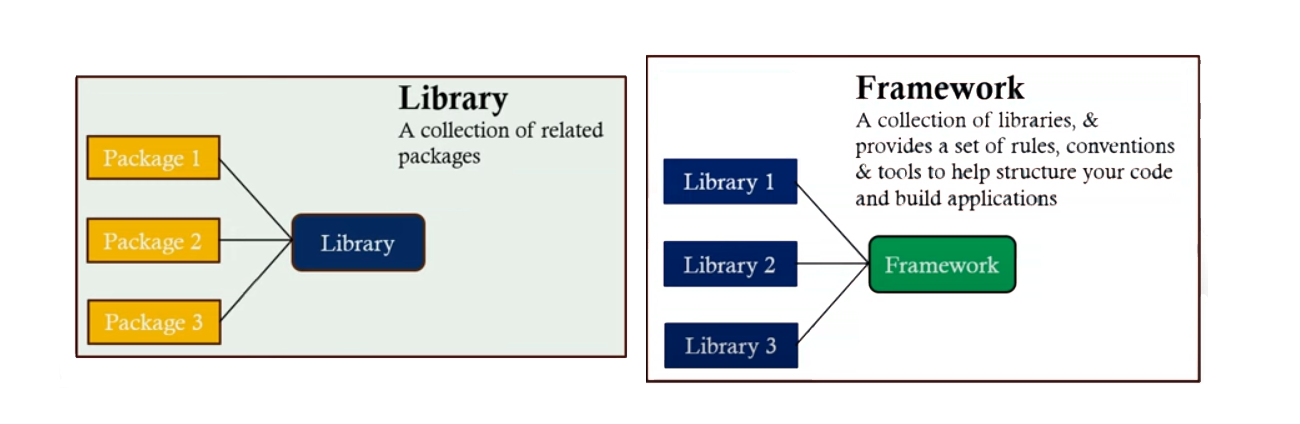 Library
A collection of related
packages
Package 1
Package 2
Package 3
Library
Framework
A collection of libraries, &
provides a set of rules, conventions
& tools to help structure your code
and build applications
Library 1
Library 2
Library 3
Framework